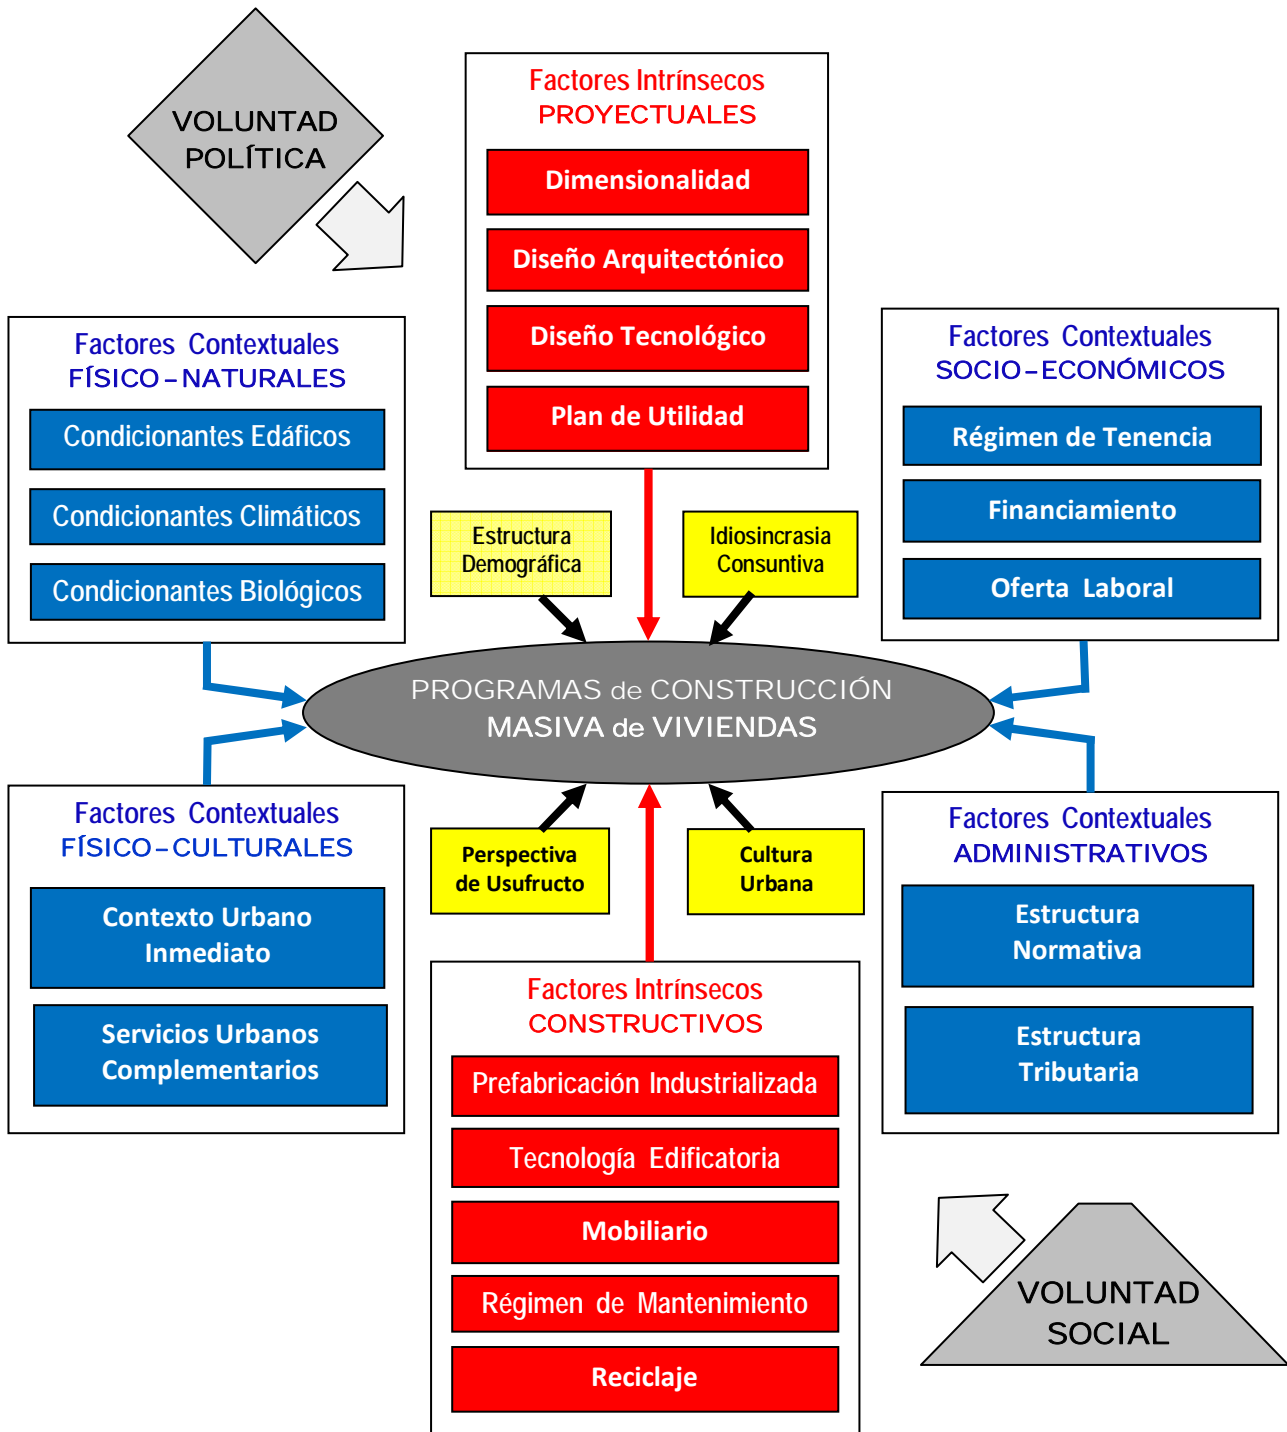 VOLUNTAD
POLÍTICA
Factores Intrínsecos
PROYECTUALES
Dimensionalidad
Diseño Arquitectónico
Diseño Tecnológico
Plan de Utilidad
Factores Contextuales
FÍSICO – NATURALES
Condicionantes Edáficos
Condicionantes Climáticos
Condicionantes Biológicos
Factores Contextuales
SOCIO – ECONÓMICOS
Régimen de Tenencia
Financiamiento
Oferta Laboral
Estructura
Demográfica
Idiosincrasia
Consuntiva
PROGRAMAS de CONSTRUCCIÓN
MASIVA de VIVIENDAS
Factores Contextuales
FÍSICO – CULTURALES
Contexto Urbano
Inmediato
Servicios Urbanos
Complementarios
Perspectiva
de Usufructo
Cultura
Urbana
Factores Contextuales
ADMINISTRATIVOS
Estructura
Normativa
Estructura
Tributaria
Factores Intrínsecos
CONSTRUCTIVOS
Prefabricación Industrializada
Tecnología Edificatoria
Mobiliario
Régimen de Mantenimiento
Reciclaje
VOLUNTAD
SOCIAL